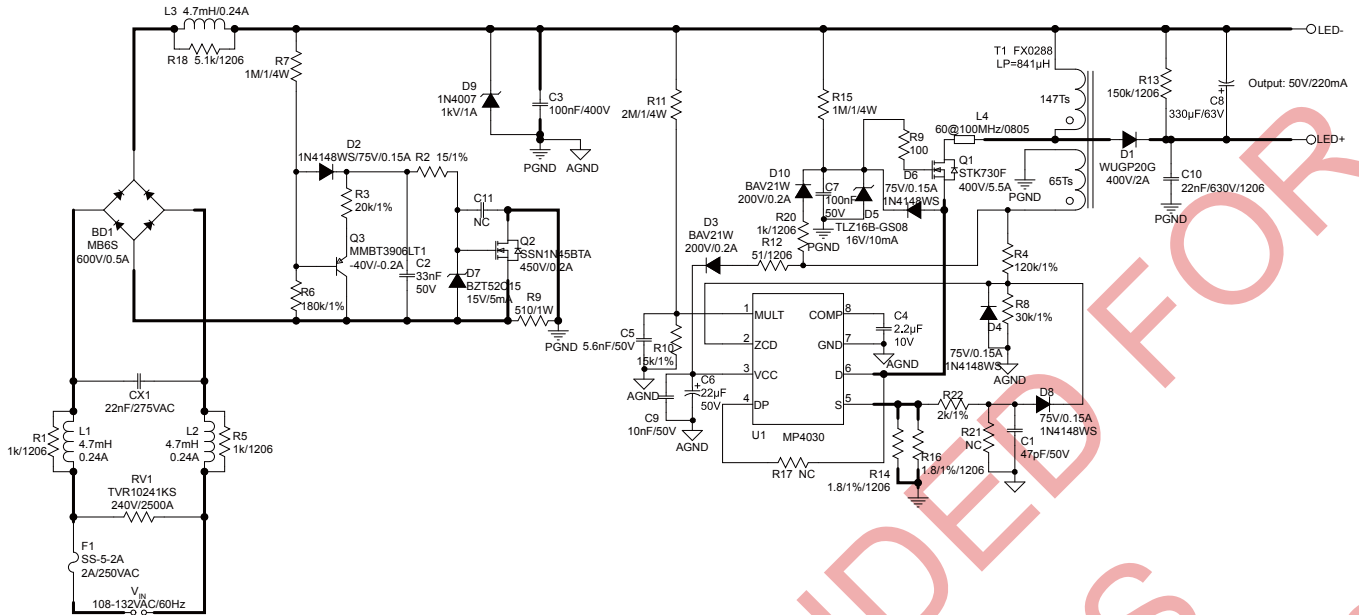 L3 4.7mH/0.24A
R18 5.1k/1206
R7
1M/1/4W
D9
1N4007
1kV/1A
C3
100nF/400V
PGND
AGND
R11
2M/1/4W
R15
1M/1/4W
T1 FX0288
LP=841µH
147Ts
65Ts
PGND
R13
150k/1206
C8
330µF/63V
+
LED-
Output: 50V/220mA
LED+
L4
60@100MHz/0805
R9
100
Q1
STK730F
400V/5.5A
D1
WUGP20G
400V/2A
C10
22nF/630V/1206
PGND
D2
1N4148WS/75V/0.15A
R2 15/1%
R3
20k/1%
C11
NC
Q3
MMBT3906LT1
-40V/-0.2A
C2
33nF
50V
Q2
SSN1N45BTA
450V/0.2A
D7
BZT52C15
15V/5mA
R6
180k/1%
R9
510/1W
PGND
BD1
MB6S
600V/0.5A
D10
BAV21W
200V/0.2A
C7
100nF
50V
PGND
D5
TLZ16B-GS08
16V/10mA
D6
75V/0.15A
1N4148WS
D3
BAV21W
200V/0.2A
R20
1k/1206
R12
51/1206
R4
120k/1%
R8
30k/1%
D4
75V/0.15A
1N4148WS
AGND
C5
5.6nF/50V
R10
15k/1%
AGND
C6
22µF
50V
+
C9
10nF/50V
AGND
1 MULT COMP 8
2 ZCD GND 7
3 VCC D 6
4 DP S 5
U1 MP4030
C4
2.2µF
10V
AGND
R17 NC
R22
2k/1%
D8
75V/0.15A
1N4148WS
R21
NC
C1
47pF/50V
R14
1.8/1%/1206
R16
1.8/1%/1206
CX1
22nF/275VAC
R1
1k/1206
L1
4.7mH
0.24A
L2
4.7mH
0.24A
R5
1k/1206
RV1
TVR10241KS
240V/2500A
F1
SS-5-2A
2A/250VAC
VIN
108-132VAC/60Hz
NDED FOR